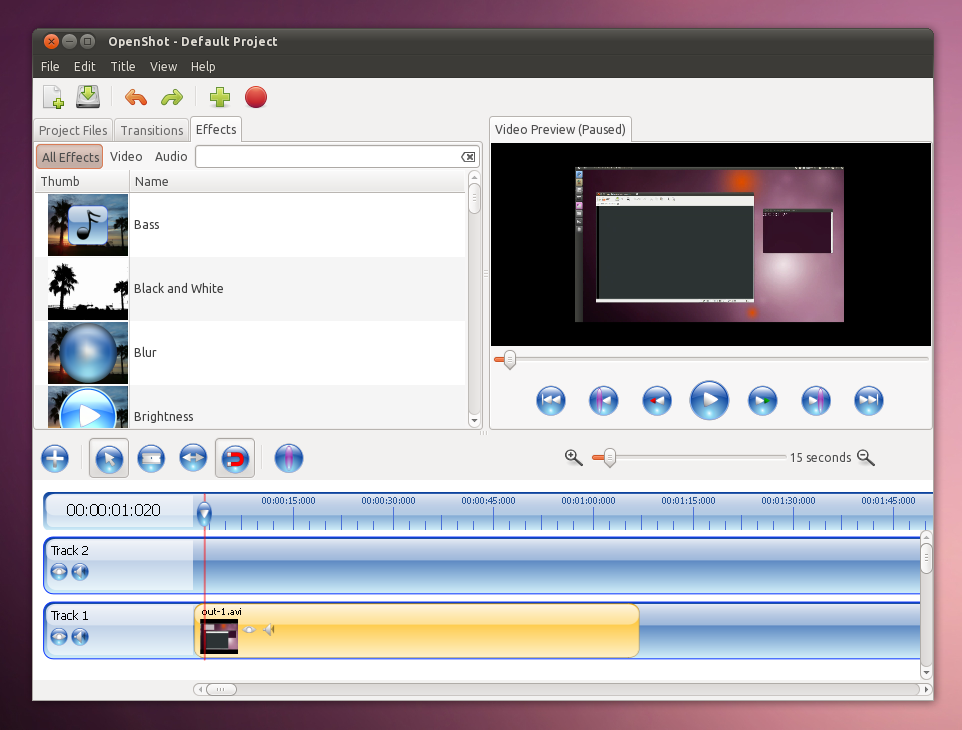 OpenShot - Default Project
File Edit Title View Help
Project Files Transitions Effects
All Effects Video Audio
Thumb Name
Bass
Black and White
Blur
Brightness
Video Preview (Paused)
15 seconds
00:00:01:020
00:00:15:000 00:00:30:000 00:00:45:000 00:01:00:000 00:01:15:000 00:01:30:000 00:01:45:000
Track 2
Track 1
out-1.avi